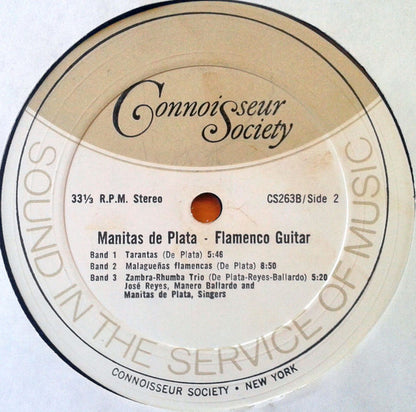 Connoisseur
Society
33⅓ R.P.M. Stereo
CS263B/Side 2
Manitas de Plata - Flamenco Guitar
Band 1 Tarantas (De Plata) 5:46
Band 2 Malagueñas flamencas (De Plata) 8:50
Band 3 Zambra-Rhumba Trio (De Plata-Reyes-Ballardo) 5:20
José Reyes, Manero Ballardo and
Manitas de Plata, Singers
SOUND IN THE SERVICE OF MUSIC
CONNOISSEUR SOCIETY • NEW YORK